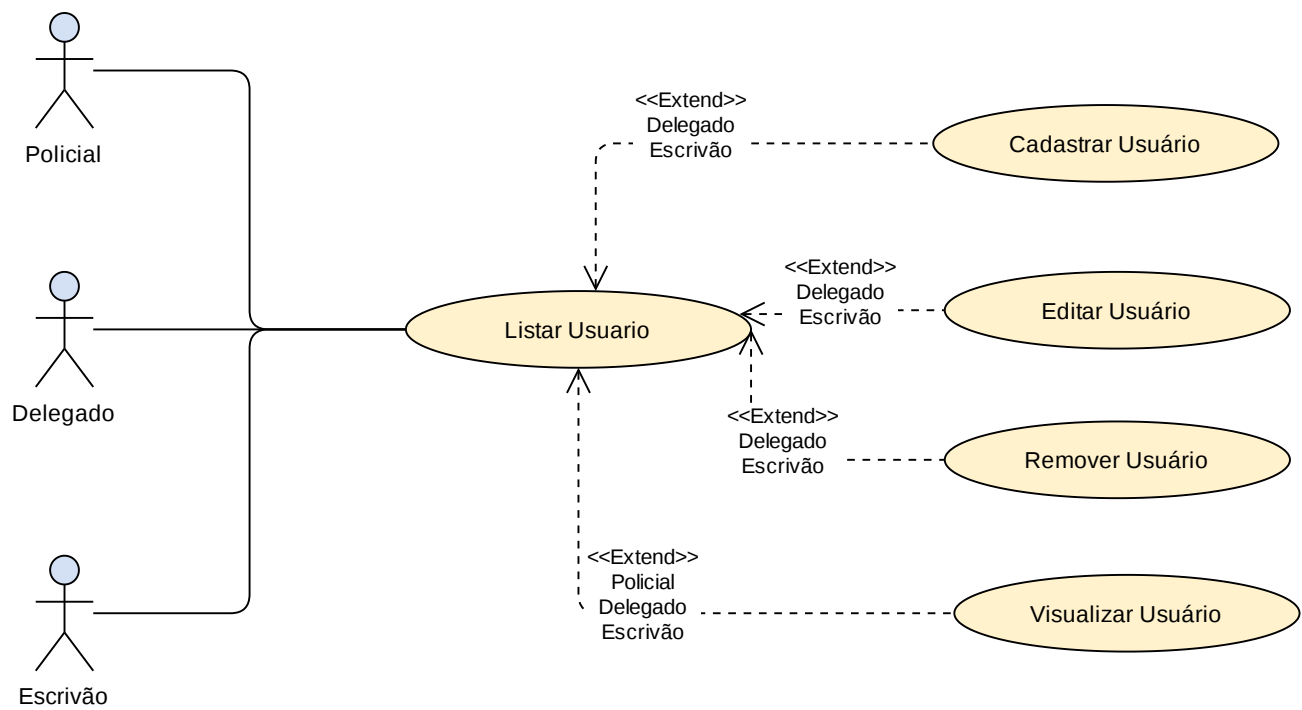 Policial
Delegado
Escrivão
Listar Usuario
<<Extend>>
Delegado
Escrivão
Cadastrar Usuário
<<Extend>>
Delegado
Escrivão
Editar Usuário
<<Extend>>
Delegado
Escrivão
Remover Usuário
<<Extend>>
Policial
Delegado
Escrivão
Visualizar Usuário